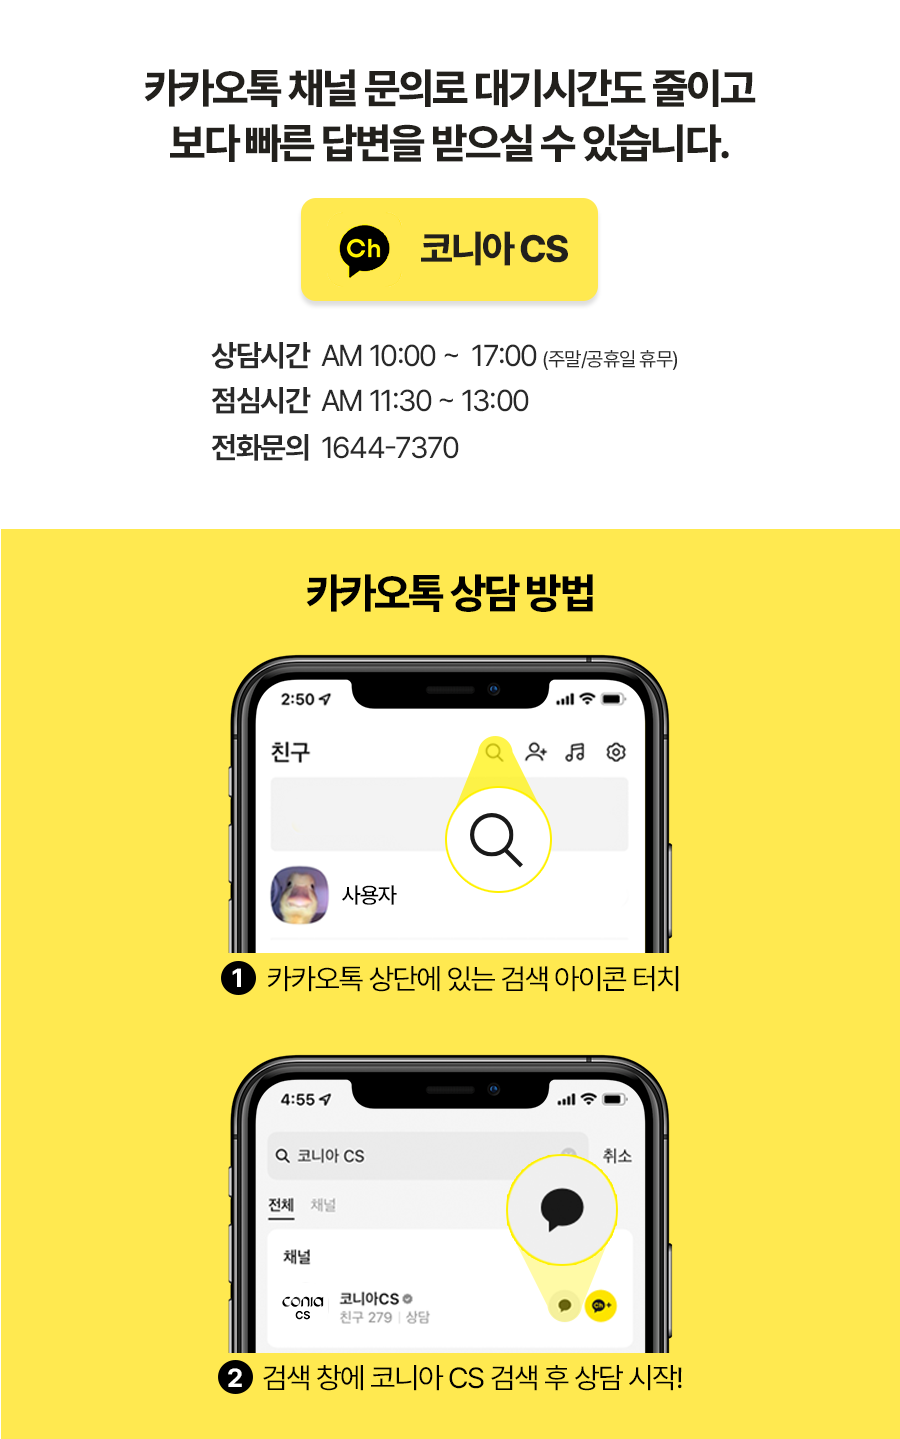 카카오톡 채널 문의로 대기시간도 줄이고
보다 빠른 답변을 받으실 수 있습니다.
Ch 코니아 CS
상담시간 AM 10:00 ~ 17:00 (주말/공휴일 휴무)
점심시간 AM 11:30 ~ 13:00
전화문의 1644-7370
카카오톡 상담 방법
2:50
친구
사용자
1 카카오톡 상단에 있는 검색 아이콘 터치
4:55
코니아 CS 취소
전체 채널
채널
conia CS
코니아CS
친구 279 | 상담
Ch+
2 검색 창에 코니아 CS 검색 후 상담 시작!